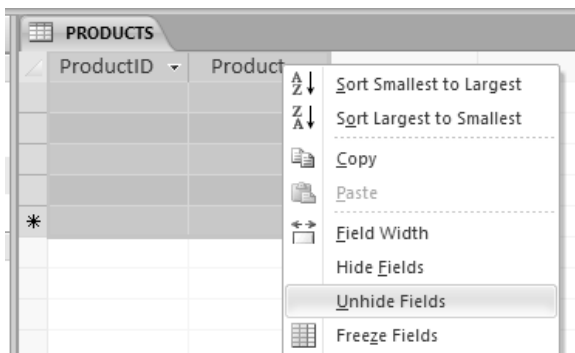 PRODUCTS
ProductID Product
Sort Smallest to Largest
Sort Largest to Smallest
Copy
Paste
Field Width
Hide Fields
Unhide Fields
Freeze Fields